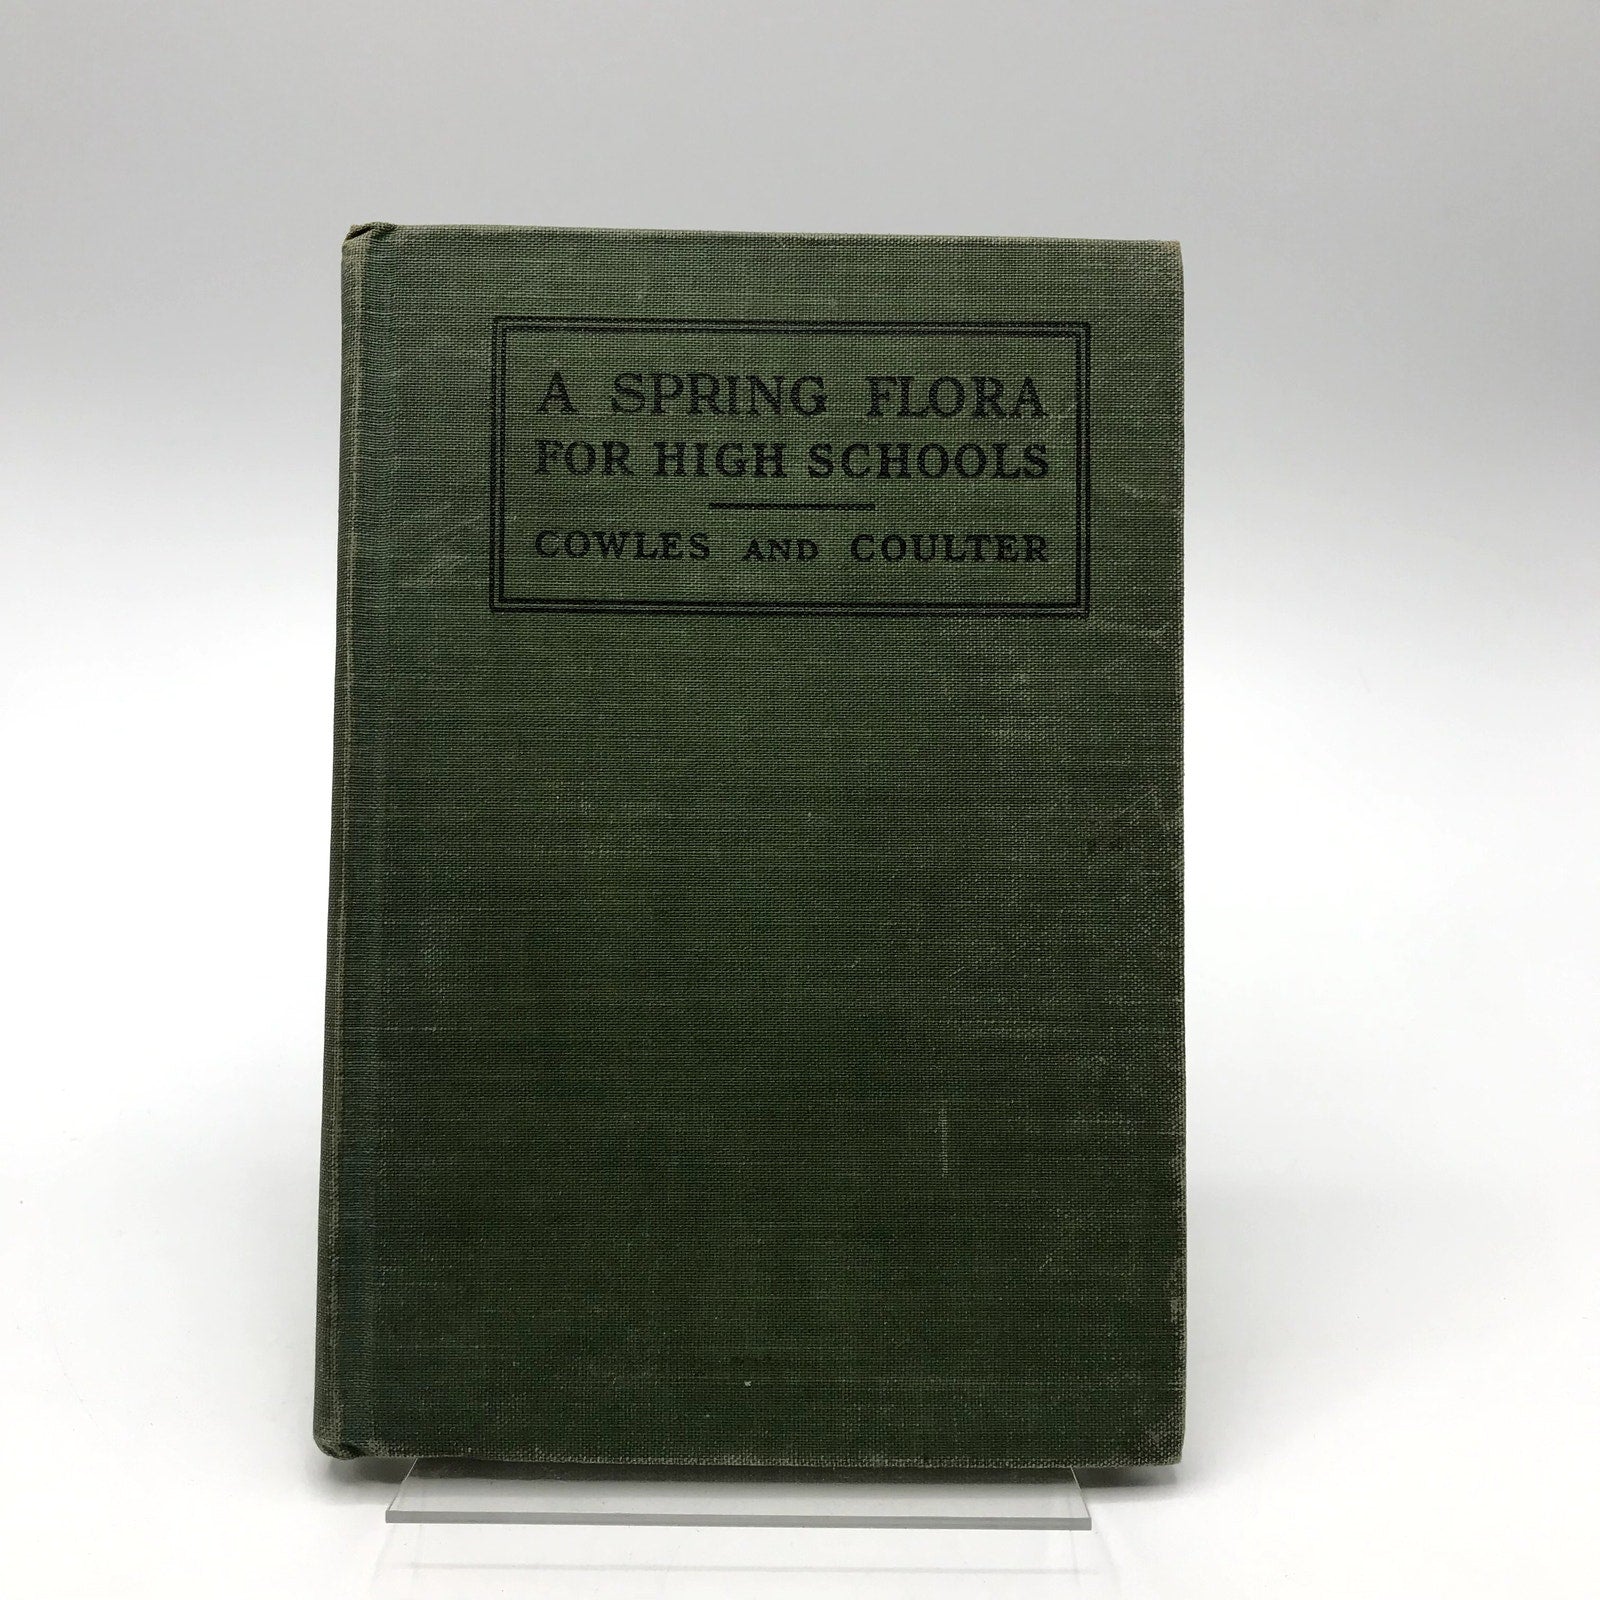 A SPRING FLORA
FOR HIGH SCHOOLS
COWLES AND COULTER